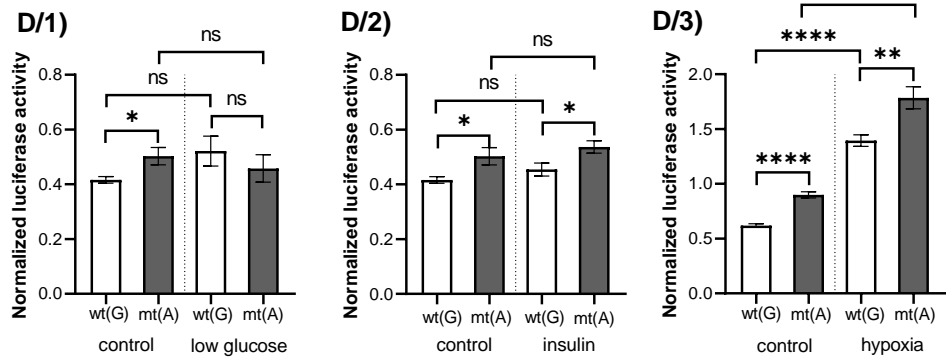 D/1)
ns
ns
ns
*
Normalized luciferase activity
0.8
0.6
0.4
0.2
0.0
wt(G) mt(A) wt(G) mt(A)
control low glucose
D/2)
ns
ns
*
*
Normalized luciferase activity
0.8
0.6
0.4
0.2
0.0
wt(G) mt(A) wt(G) mt(A)
control insulin
D/3)
****
**
****
Normalized luciferase activity
2.0
1.5
1.0
0.5
0.0
wt(G) mt(A) wt(G) mt(A)
control hypoxia